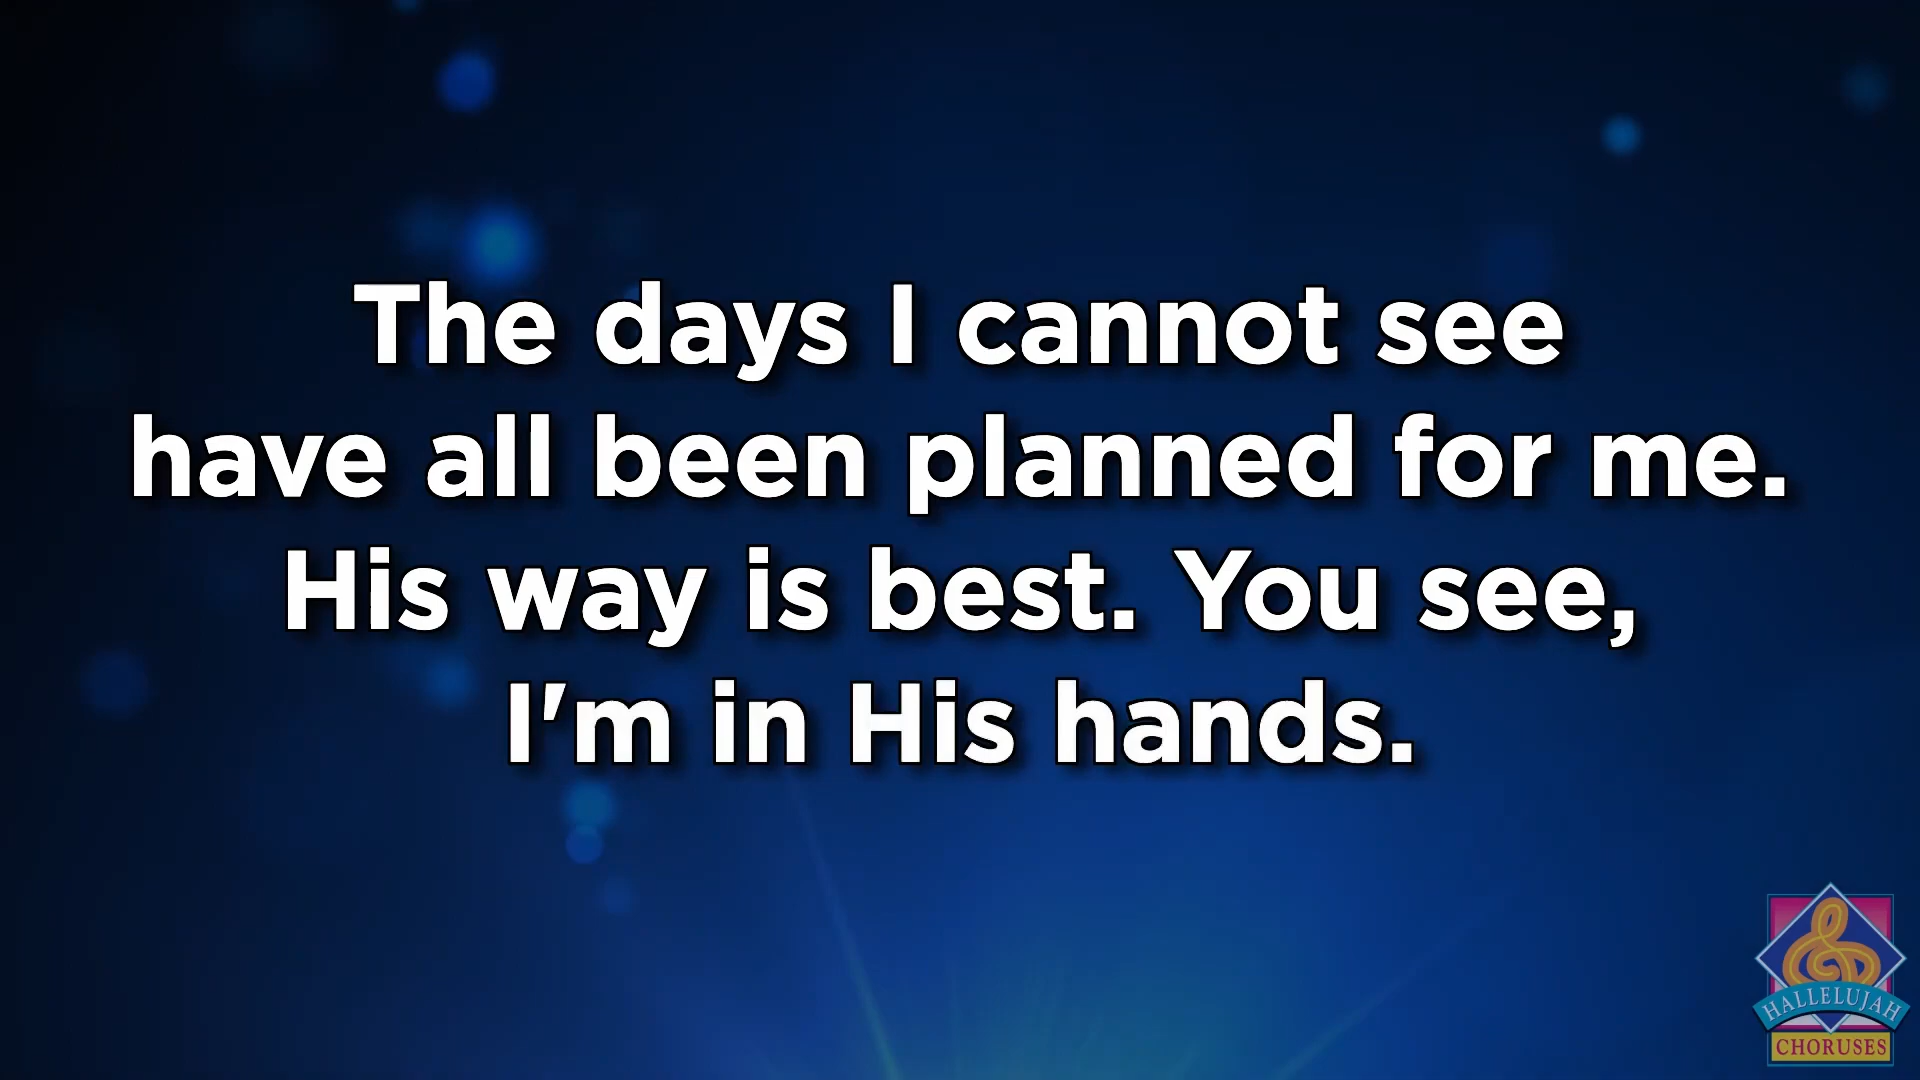 The days I cannot see
have all been planned for me.
His way is best. You see,
I'm in His hands.
HALLELUJAH
CHORUSES